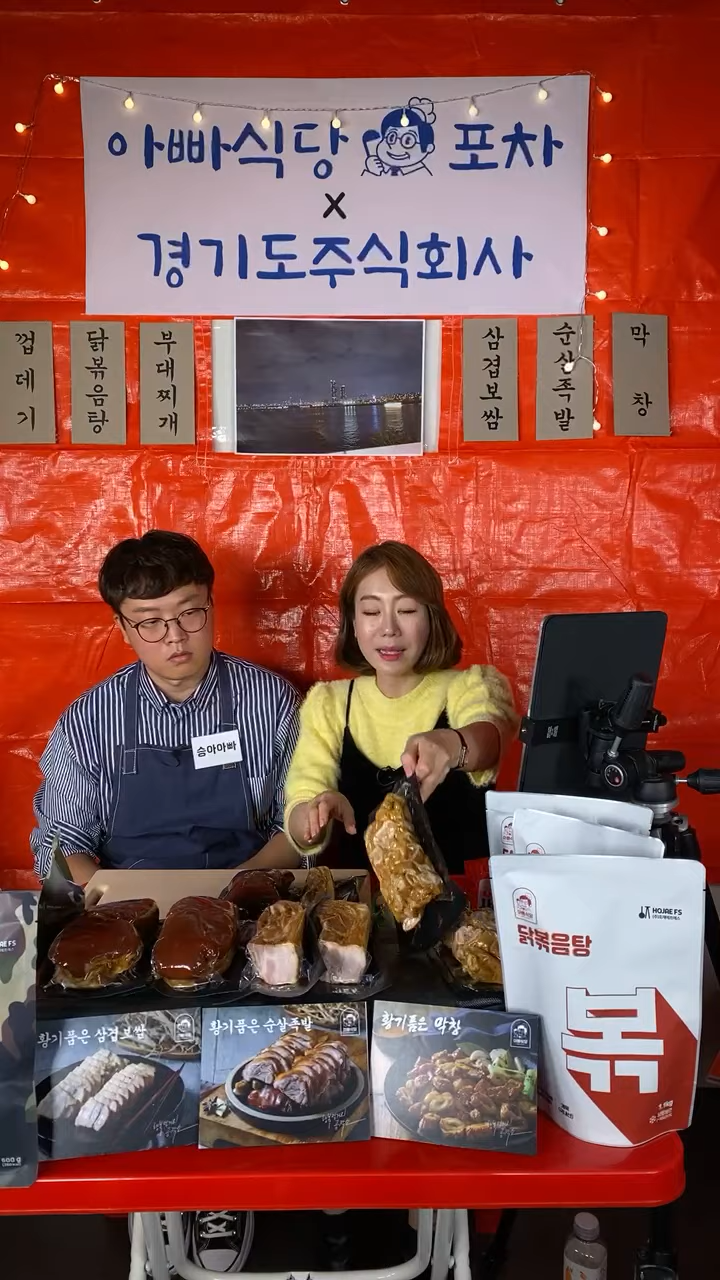 아빠식당 포차
X
경기도주식회사
껍데기
닭볶음탕
부대찌개
삼겹보쌈
순살족발
막창
승아아빠
HOJAE FS
닭볶음탕
볶
1.1kg
황기품은 삼겹보쌈
황기품은 순살족발
황기품은 막창
500 g